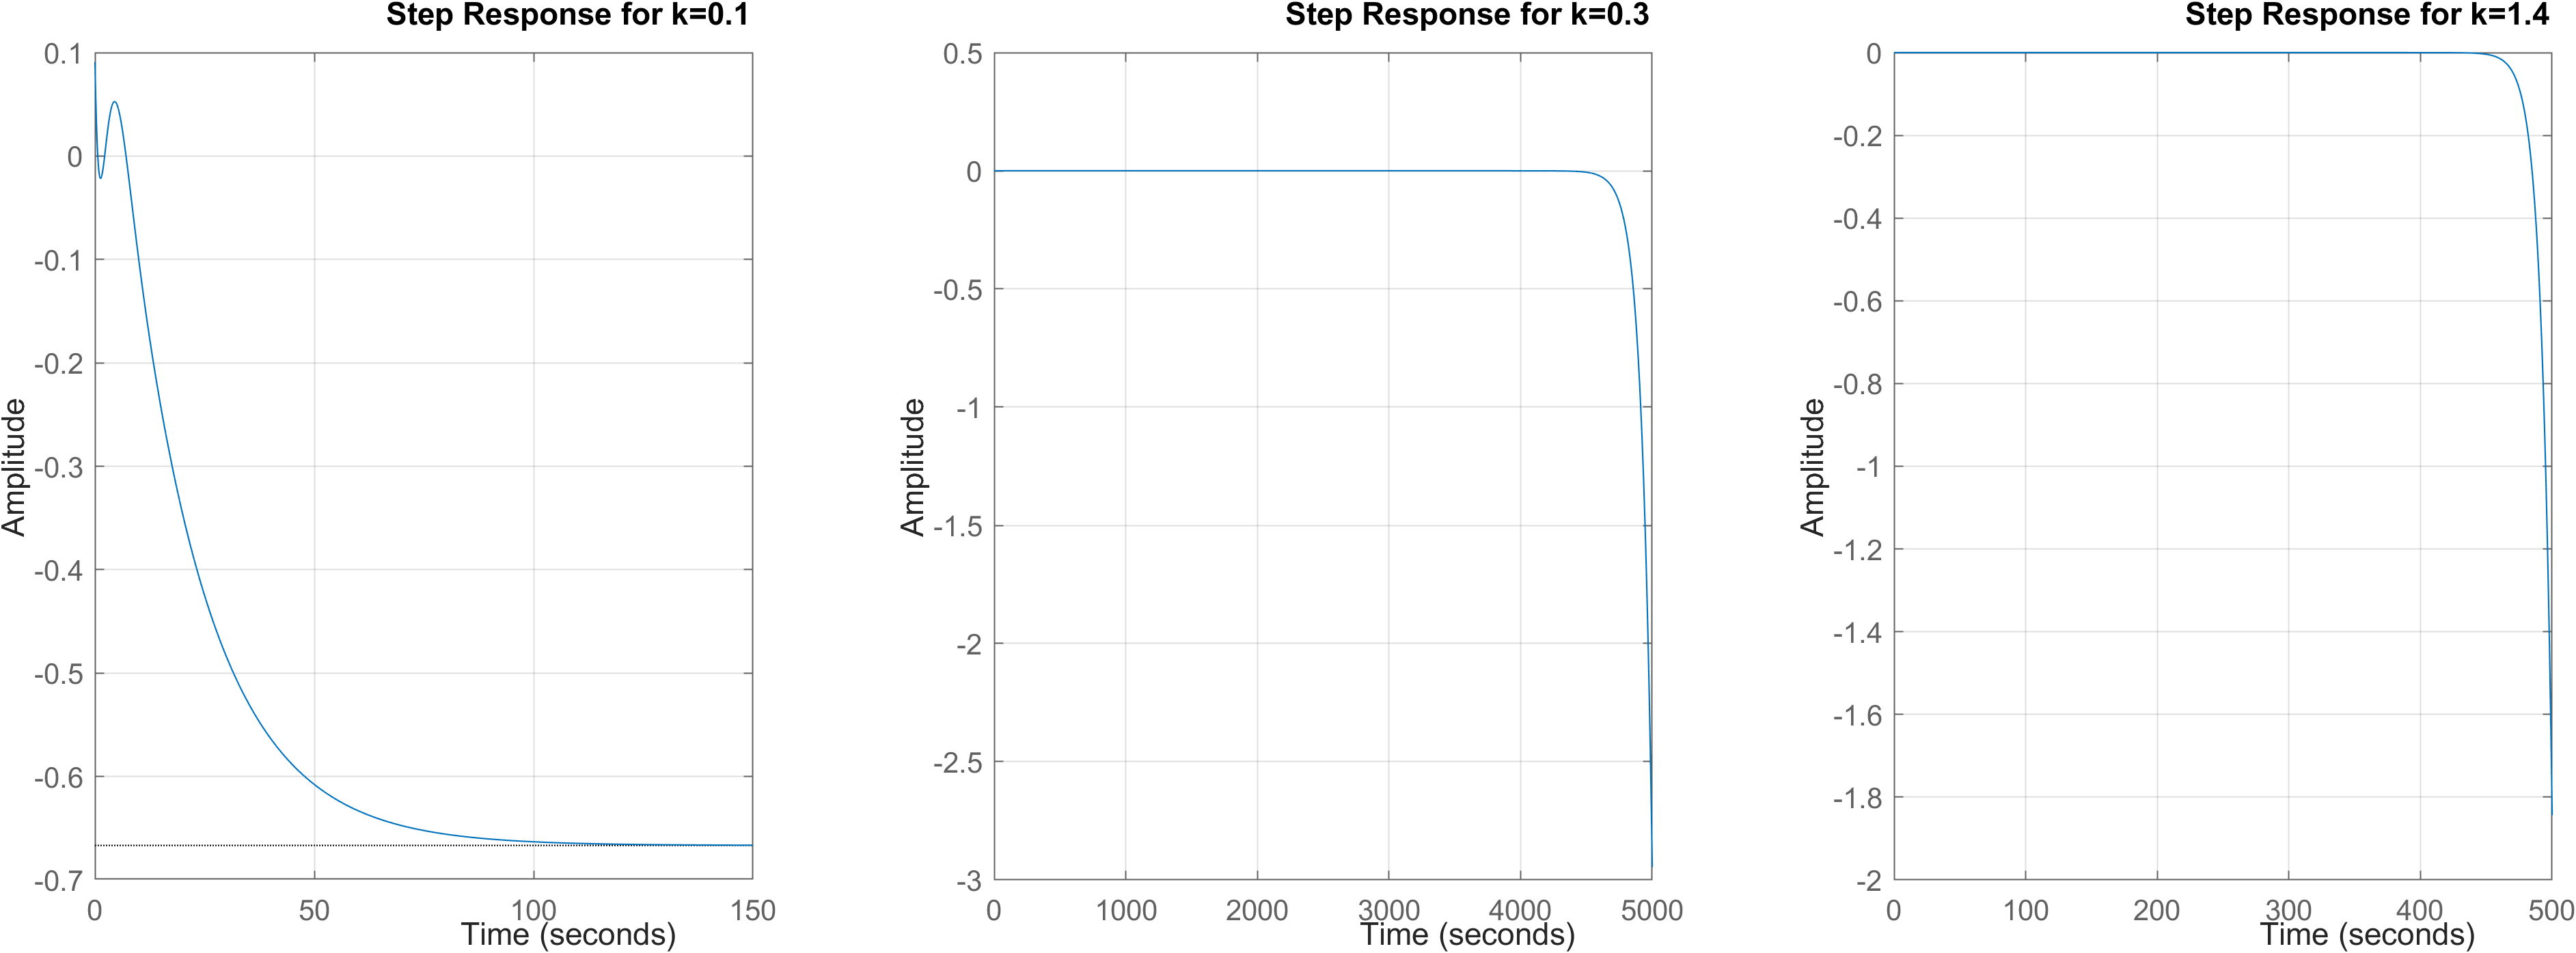 Step Response for k=0.1
0.1
0
-0.1
-0.2
-0.3
-0.4
-0.5
-0.6
-0.7
Amplitude
0 50 100 150
Time (seconds)
Step Response for k=0.3
0.5
0
-0.5
-1
-1.5
-2
-2.5
-3
Amplitude
0 1000 2000 3000 4000 5000
Time (seconds)
Step Response for k=1.4
0
-0.2
-0.4
-0.6
-0.8
-1
-1.2
-1.4
-1.6
-1.8
-2
Amplitude
0 100 200 300 400 500
Time (seconds)